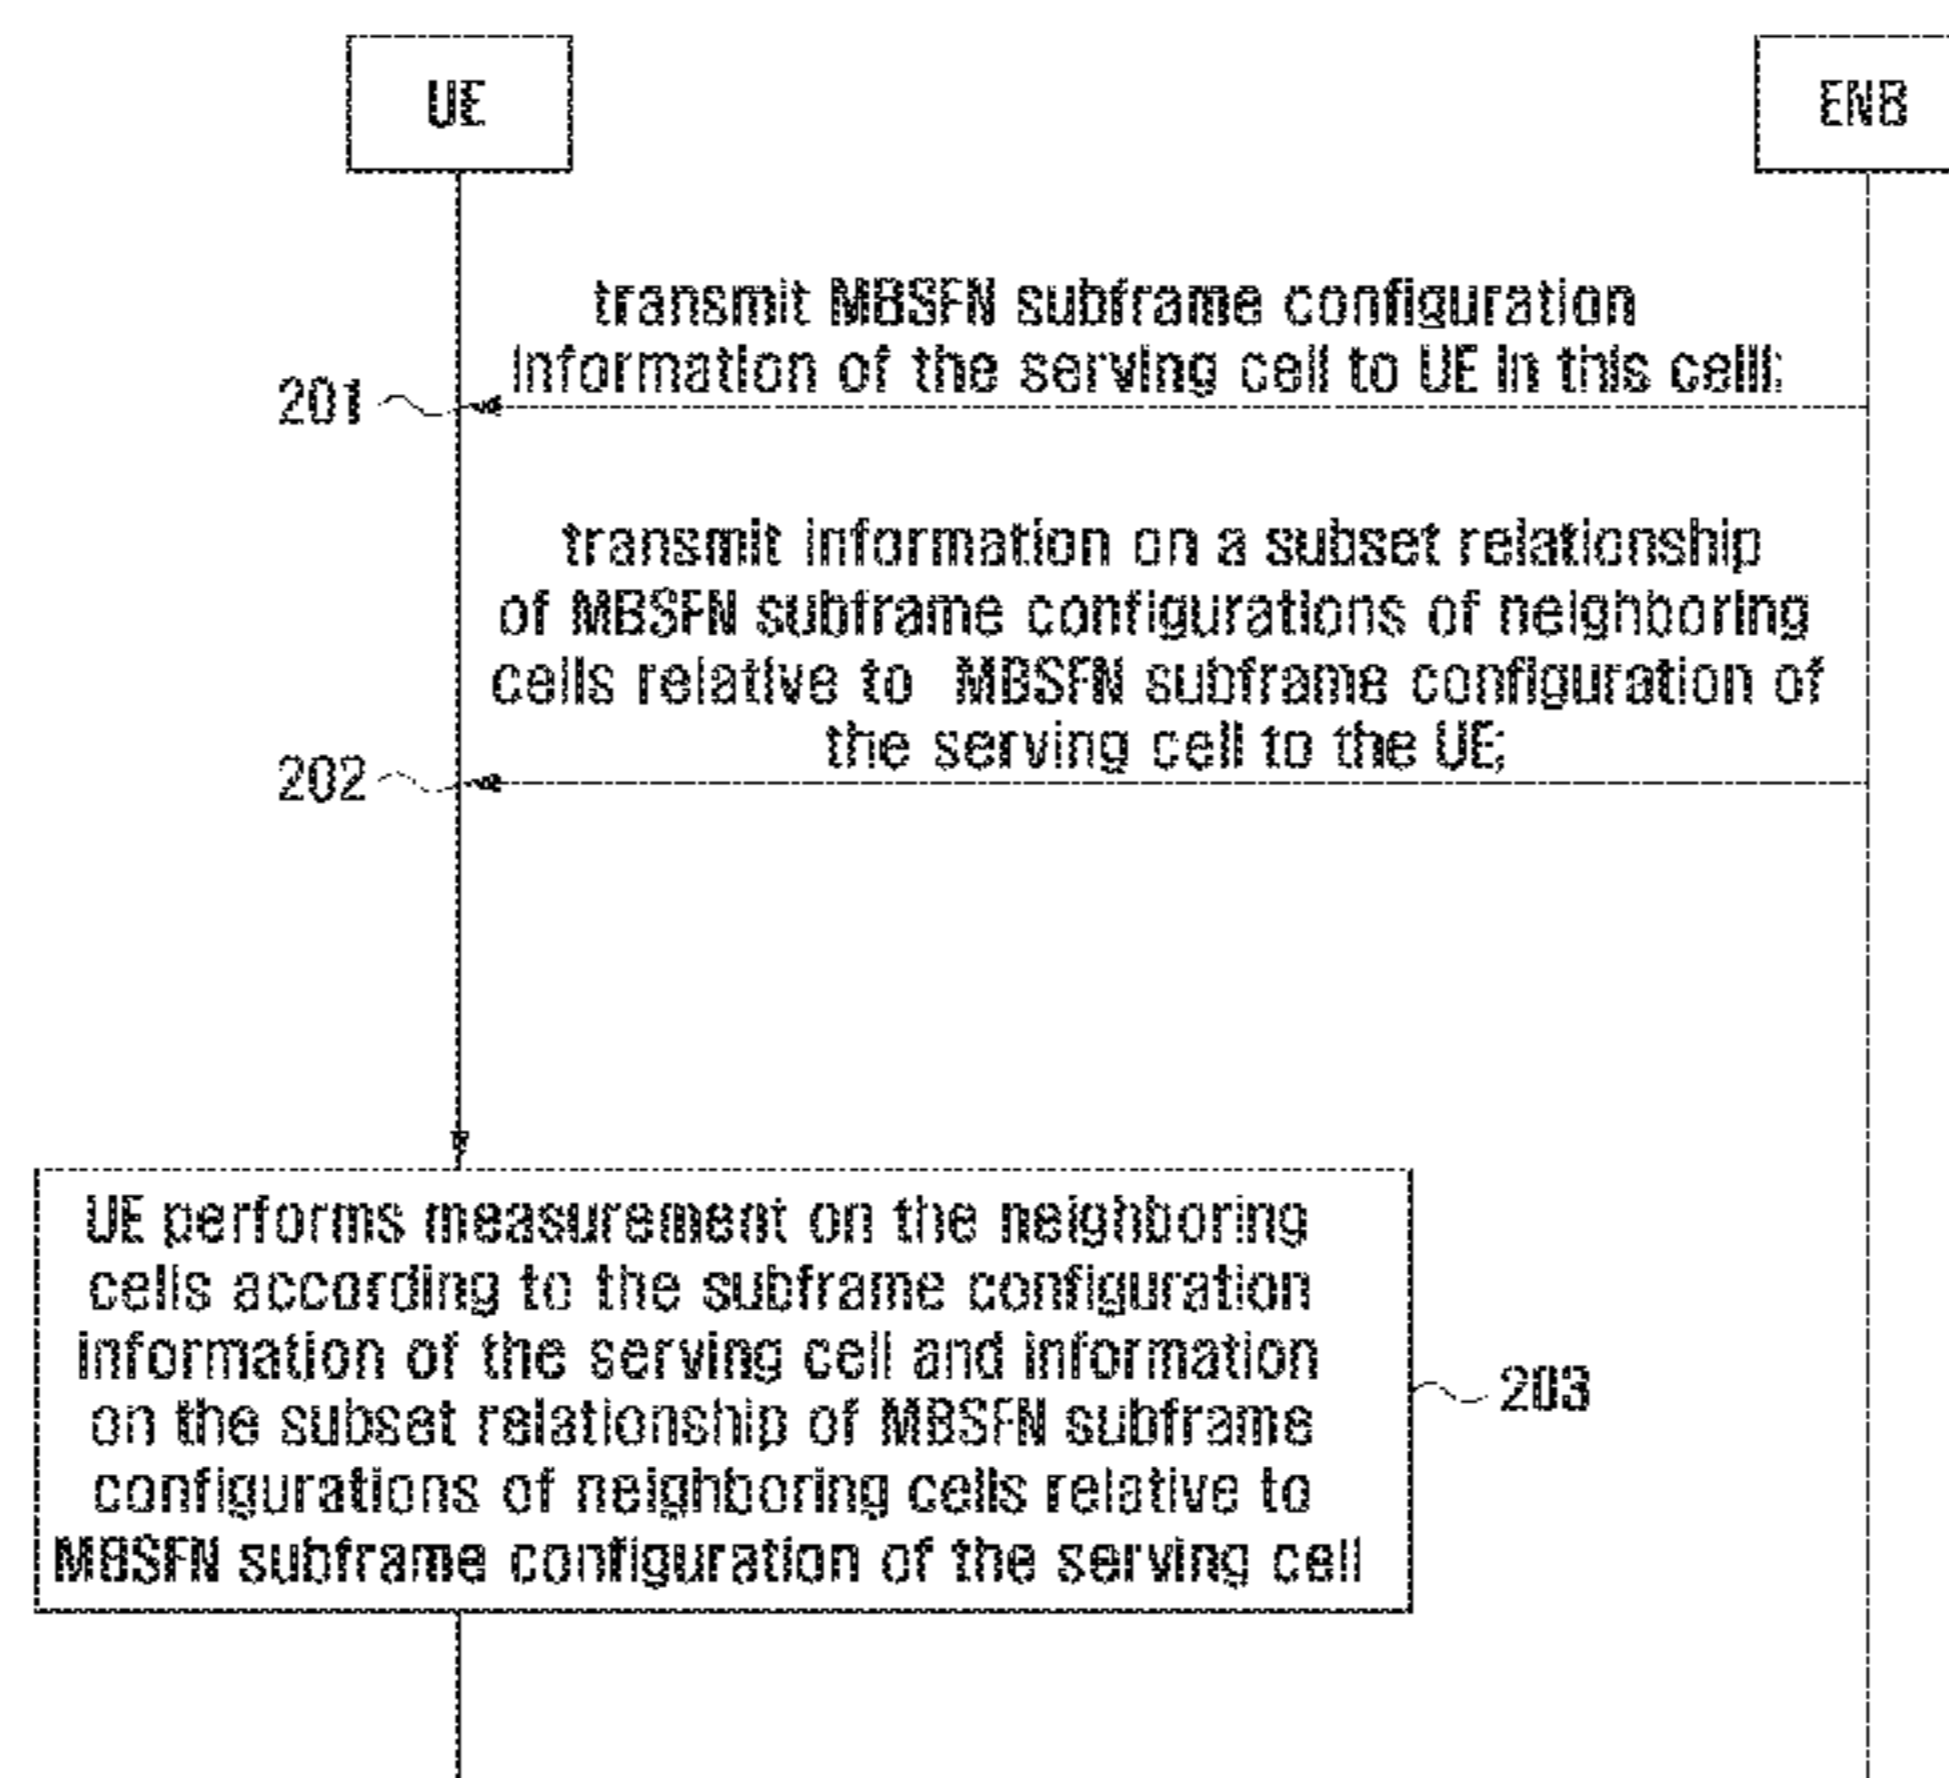 UE
ENB
transmit MBSFN subframe configuration
information of the serving cell to UE in this cell;
201
transmit information on a subset relationship
of MBSFN subframe configurations of neighboring
cells relative to MBSFN subframe configuration of
the serving cell to the UE;
202
UE performs measurement on the neighboring
cells according to the subframe configuration
information of the serving cell and information
on the subset relationship of MBSFN subframe
configurations of neighboring cells relative to
MBSFN subframe configuration of the serving cell
203